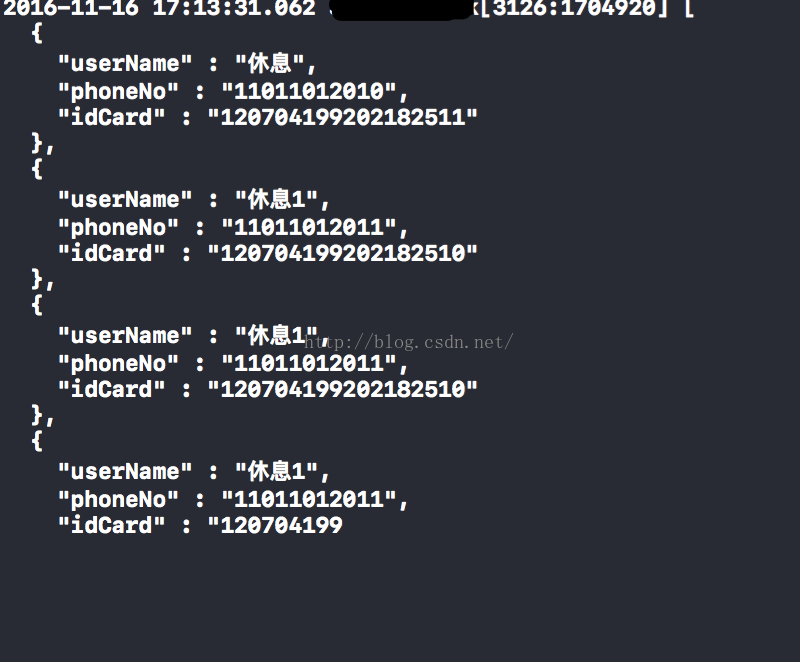 2016-11-16 17:13:31.062 [3126:1704920] [
{
"userName" : "休息",
"phoneNo" : "11011012010",
"idCard" : "120704199202182511"
},
{
"userName" : "休息1",
"phoneNo" : "11011012011",
"idCard" : "120704199202182510"
},
{
"userName" : "休息1",
http://blog.csdn.net/
"phoneNo" : "11011012011",
"idCard" : "120704199202182510"
},
{
"userName" : "休息1",
"phoneNo" : "11011012011",
"idCard" : "120704199